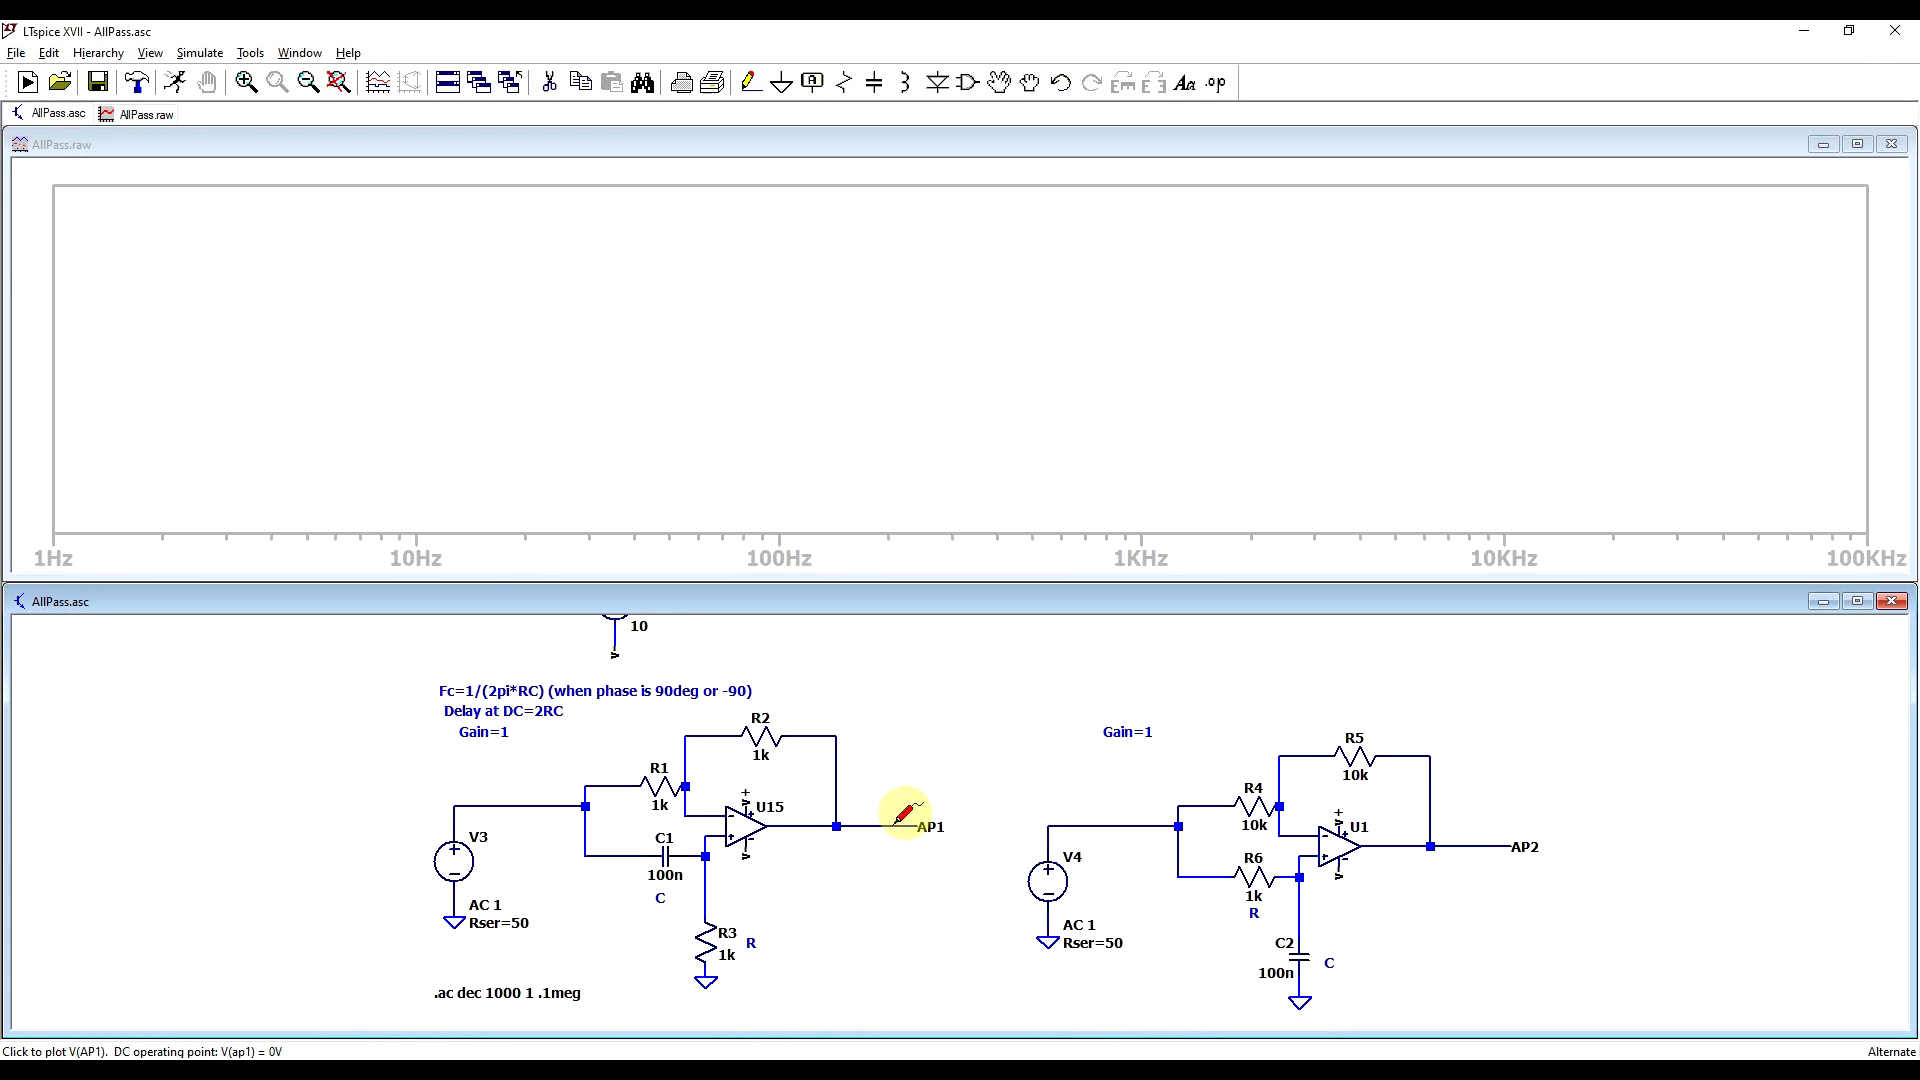 LTspice XVII - AllPass.asc
File Edit Hierarchy View Simulate Tools Window Help
AllPass.asc AllPass.raw
AllPass.raw
1Hz 10Hz 100Hz 1KHz 10KHz 100KHz
AllPass.asc
10
Fc=1/(2pi*RC) (when phase is 90deg or -90)
Delay at DC=2RC
Gain=1
R2
1k
R1
1k
U15
V3
C1
100n
C
AP1
AC 1
Rser=50
R3
1k
R
.ac dec 1000 1 .1meg
Gain=1
R5
10k
R4
10k
U1
V4
R6
1k
R
AP2
AC 1
Rser=50
C2
100n
C
Click to plot V(AP1). DC operating point: V(ap1) = 0V
Alternate